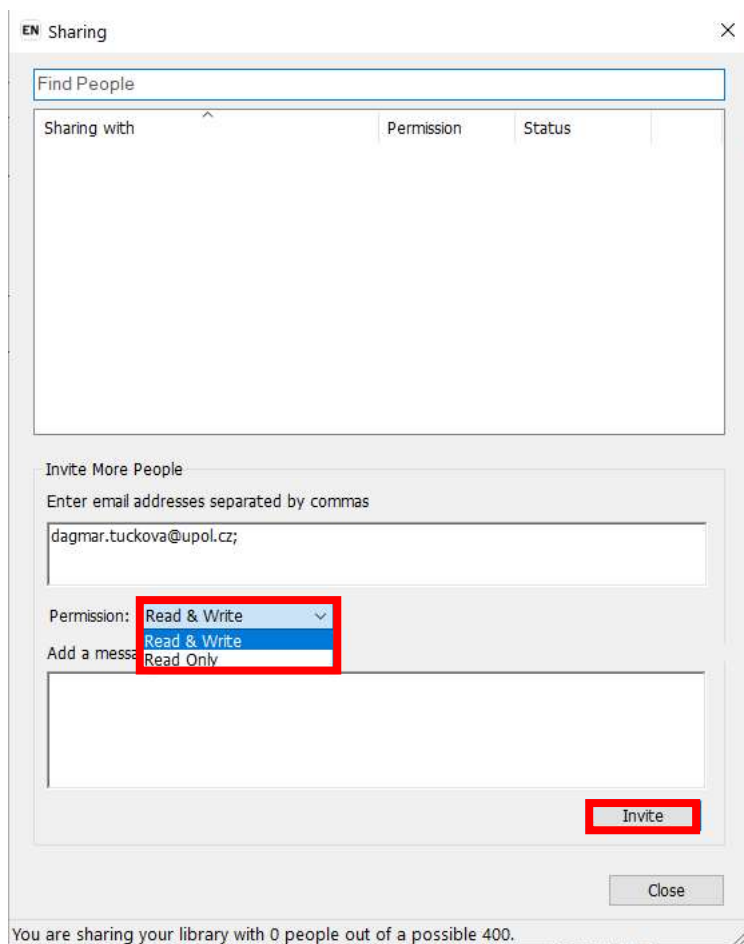 EN Sharing
Find People
Sharing with Permission Status
Invite More People
Enter email addresses separated by commas
dagmar.tuckova@upol.cz;
Permission: Read & Write
Read & Write
Add a messa
Read Only
Invite
Close
You are sharing your library with 0 people out of a possible 400.